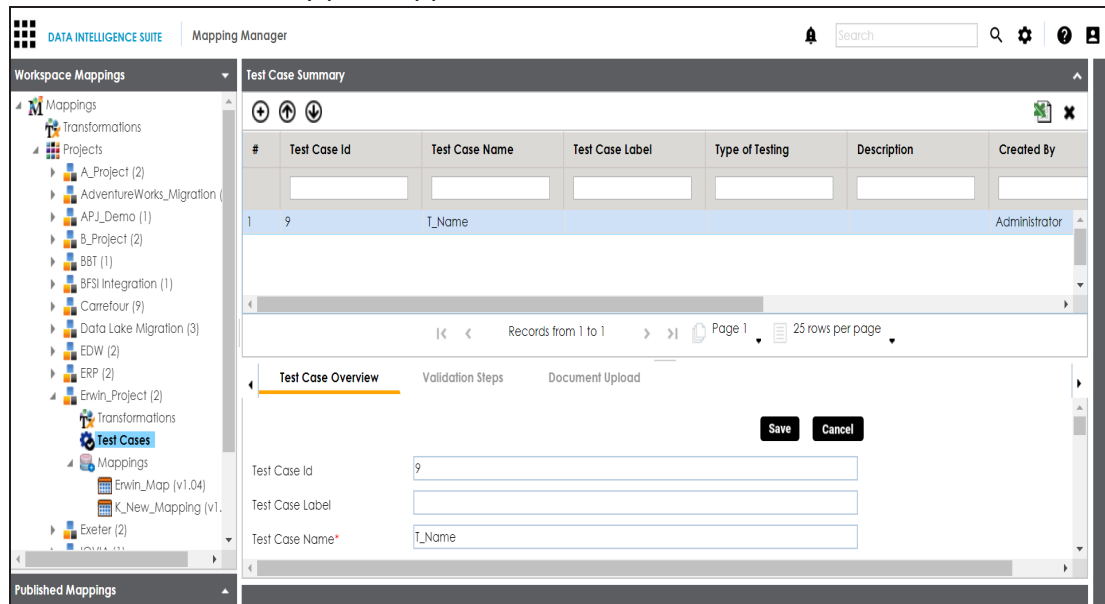 DATA INTELLIGENCE SUITE Mapping Manager Search
Workspace Mappings
Mappings
Transformations
Projects
A_Project (2)
AdventureWorks_Migration (
APJ_Demo (1)
B_Project (2)
BBT (1)
BFSI Integration (1)
Carrefour (9)
Data Lake Migration (3)
EDW (2)
ERP (2)
Erwin_Project (2)
Transformations
Test Cases
Mappings
Erwin_Map (v1.04)
K_New_Mapping (v1.
Exeter (2)
Published Mappings
Test Case Summary
# Test Case Id Test Case Name Test Case Label Type of Testing Description Created By
1 9 T_Name Administrator
Records from 1 to 1 Page 1 25 rows per page
Test Case Overview Validation Steps Document Upload
Save Cancel
Test Case Id 9
Test Case Label
Test Case Name* T_Name